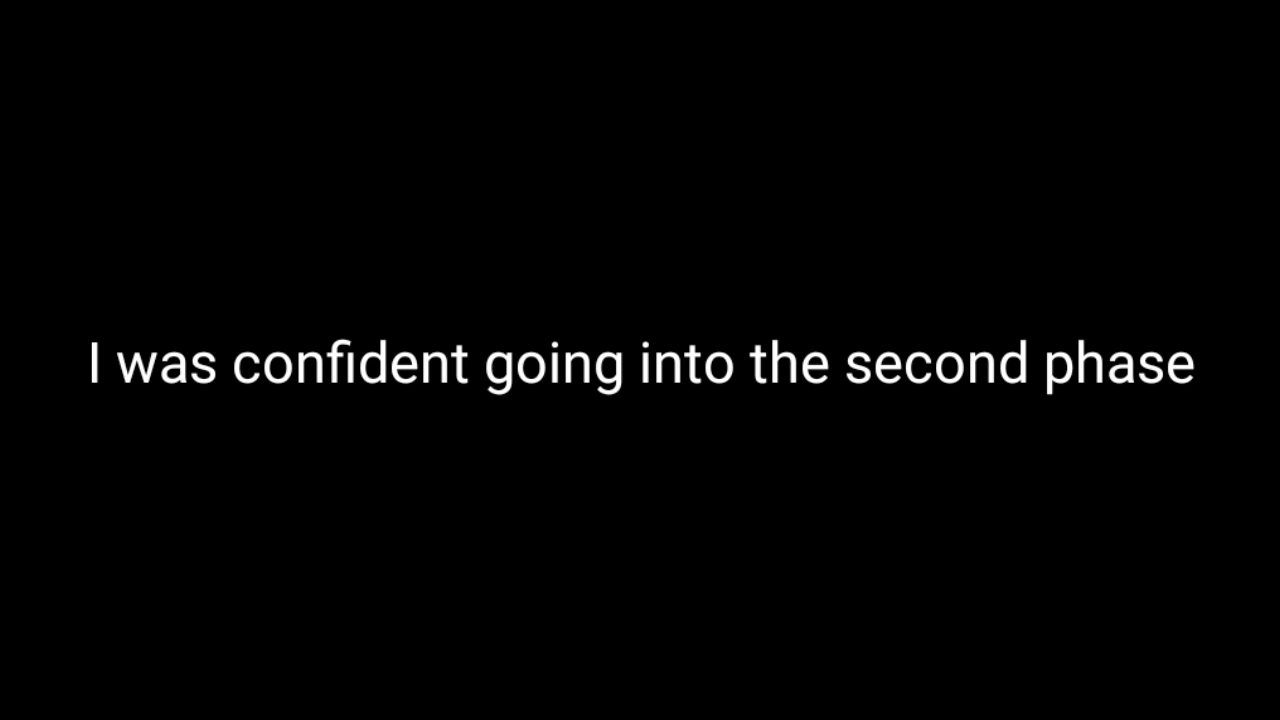 I was confident going into the second phase